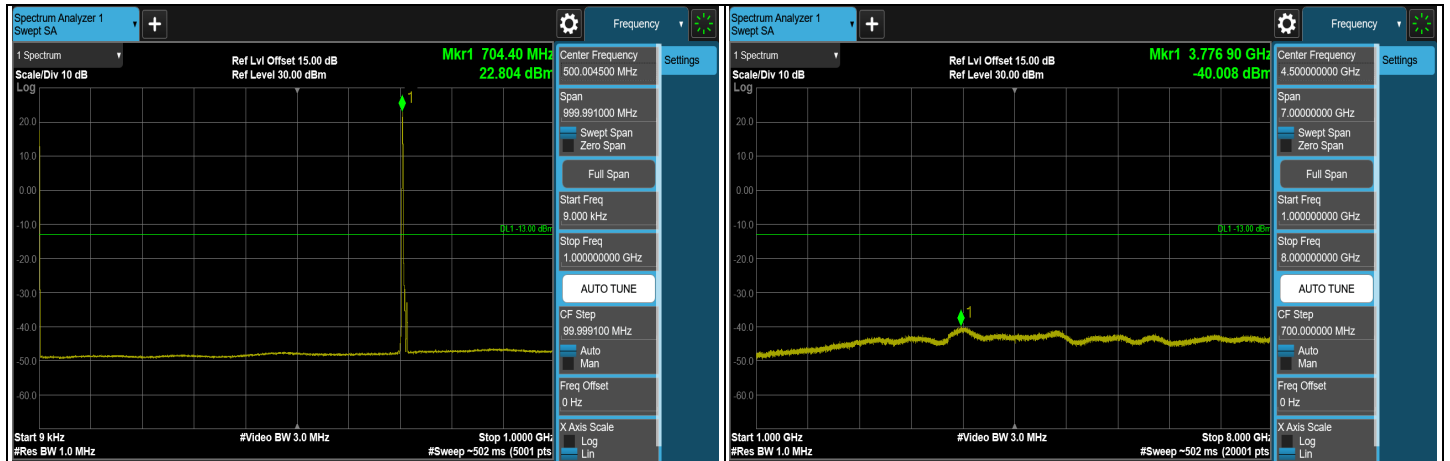 Spectrum Analyzer 1
Swept SA
+
Frequency
1 Spectrum
Scale/Div 10 dB
Log
Ref Lvl Offset 15.00 dB
Ref Level 30.00 dBm
Mkr1 704.40 MHz
22.804 dBm
1
20.0
10.0
0.00
-10.0
-20.0
-30.0
-40.0
-50.0
-60.0
DL1 -13.00 dBm
Start 9 kHz
#Res BW 1.0 MHz
#Video BW 3.0 MHz
Stop 1.0000 GHz
#Sweep ~502 ms (5001 pts
Center Frequency
500.004500 MHz
Settings
Span
999.991000 MHz
Swept Span
Zero Span
Full Span
Start Freq
9.000 kHz
Stop Freq
1.000000000 GHz
AUTO TUNE
CF Step
99.999100 MHz
Auto
Man
Freq Offset
0 Hz
X Axis Scale
Log
Lin
Spectrum Analyzer 1
Swept SA
+
Frequency
1 Spectrum
Scale/Div 10 dB
Log
Ref Lvl Offset 15.00 dB
Ref Level 30.00 dBm
Mkr1 3.776 90 GHz
-40.008 dBm
1
20.0
10.0
0.00
-10.0
-20.0
-30.0
-40.0
-50.0
-60.0
DL1 -13.00 dBm
Start 1.000 GHz
#Res BW 1.0 MHz
#Video BW 3.0 MHz
Stop 8.000 GHz
#Sweep ~502 ms (20001 pts
Center Frequency
4.500000000 GHz
Settings
Span
7.00000000 GHz
Swept Span
Zero Span
Full Span
Start Freq
1.000000000 GHz
Stop Freq
8.000000000 GHz
AUTO TUNE
CF Step
700.000000 MHz
Auto
Man
Freq Offset
0 Hz
X Axis Scale
Log
Lin